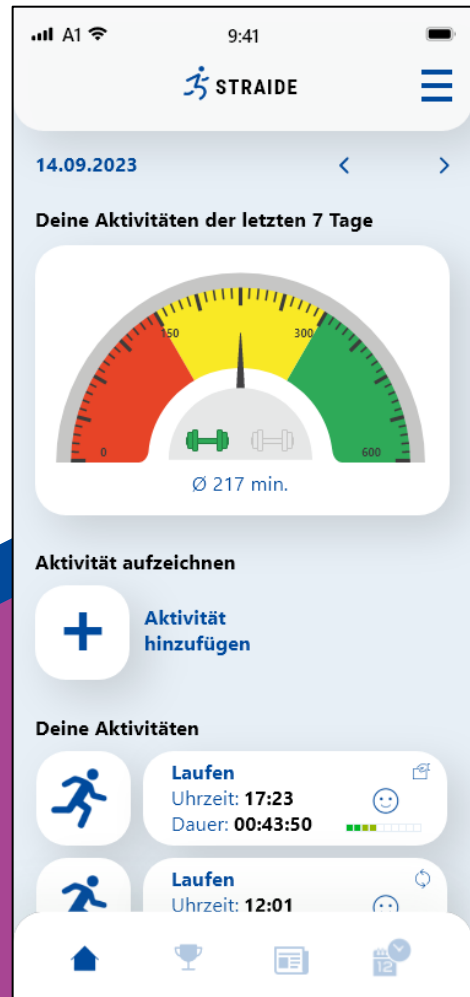 A1 9:41
STRAIDE
14.09.2023
Deine Aktivitäten der letzten 7 Tage
150 300
0 600
Ø 217 min.
Aktivität aufzeichnen
Aktivität
hinzufügen
Deine Aktivitäten
Laufen
Uhrzeit: 17:23
Dauer: 00:43:50
Laufen
Uhrzeit: 12:01
12